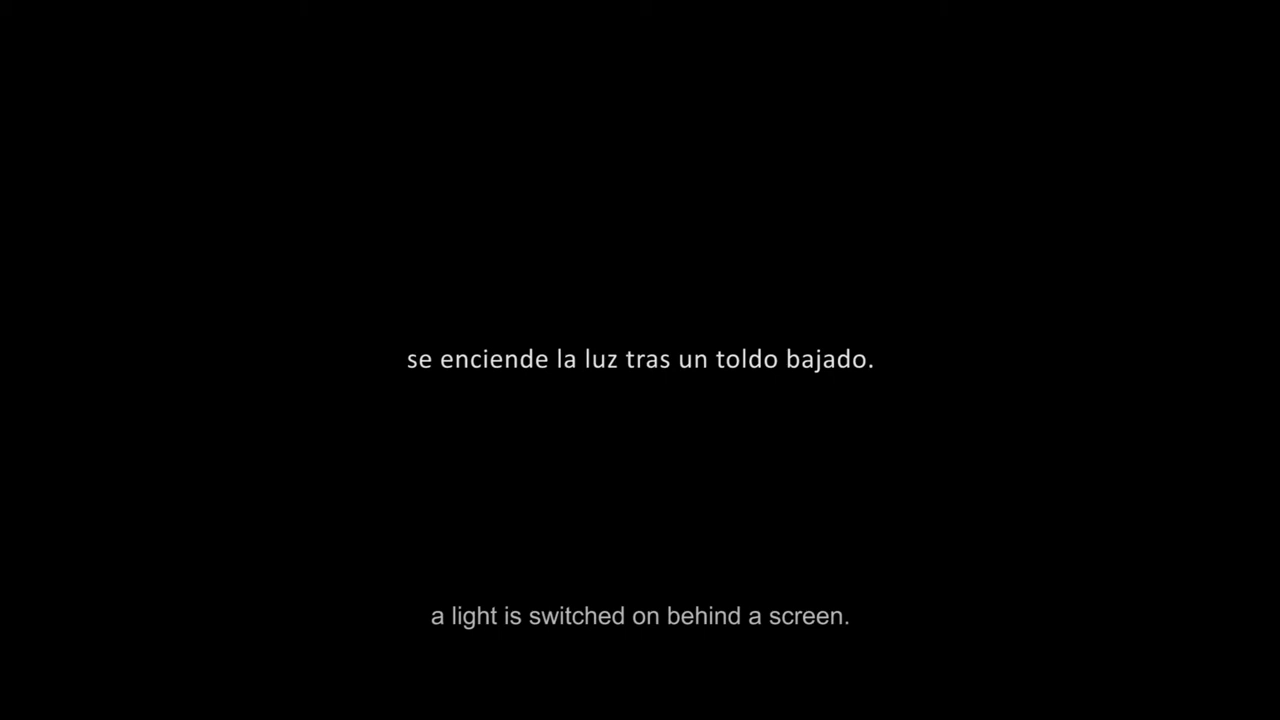 se enciende la luz tras un toldo bajado.
a light is switched on behind a screen.